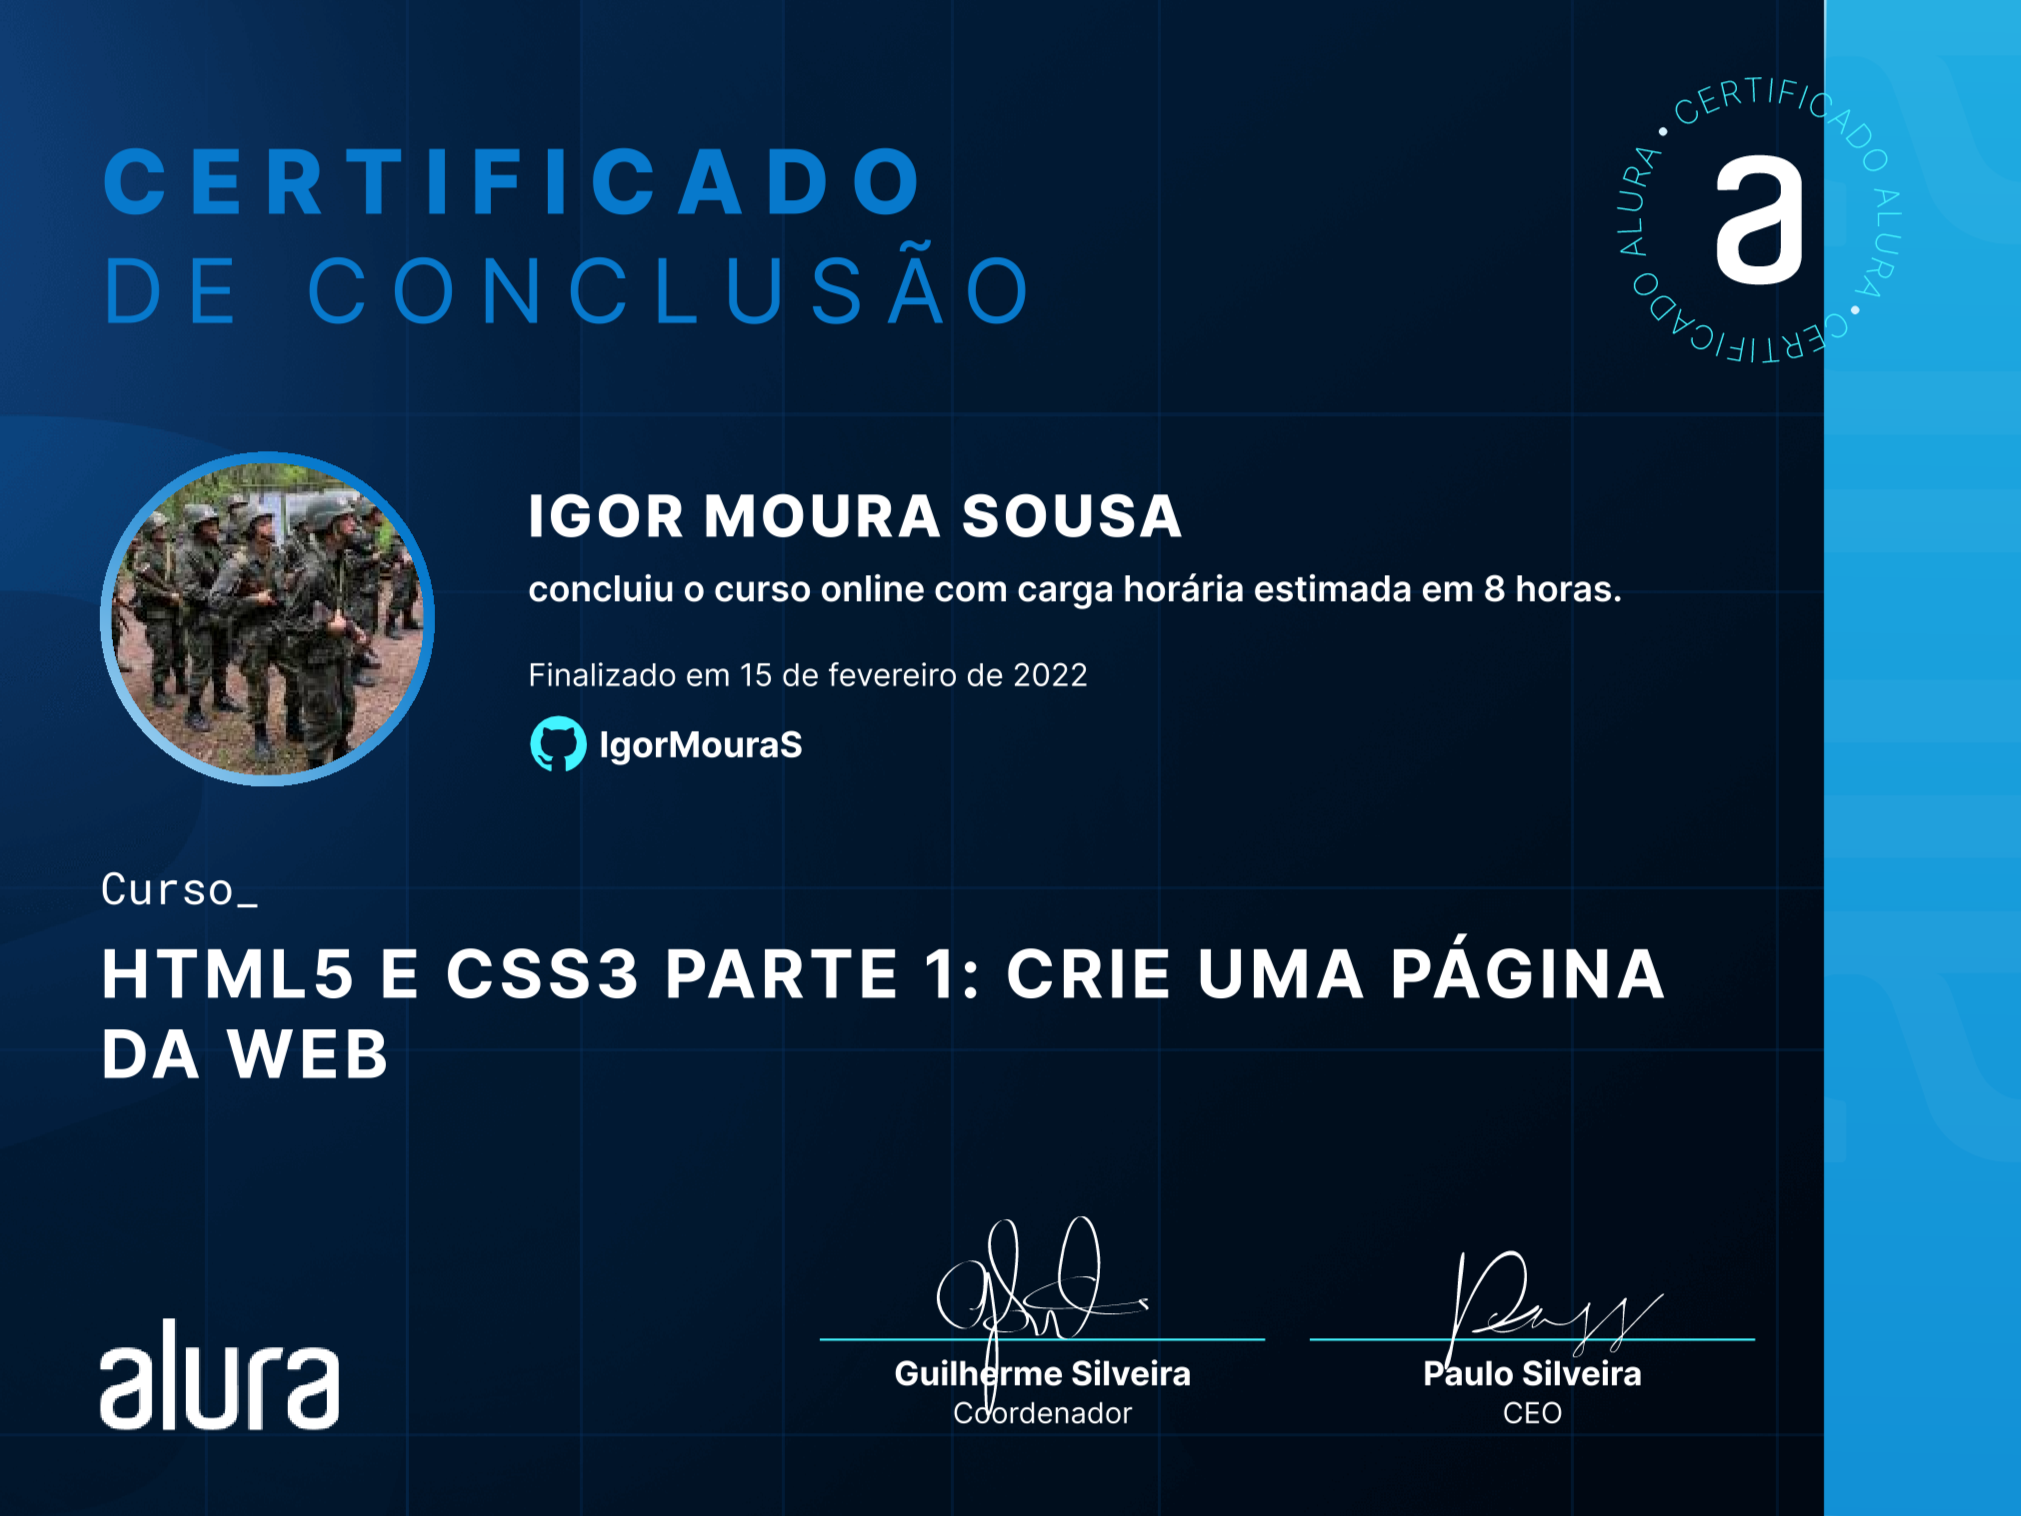 CERTIFICADO
DE CONCLUSÃO
CERTIFICADO ALURA • CERTIFICADO ALURA •
a
IGOR MOURA SOUSA
concluiu o curso online com carga horária estimada em 8 horas.
Finalizado em 15 de fevereiro de 2022
IgorMouraS
Curso_
HTML5 E CSS3 PARTE 1: CRIE UMA PÁGINA
DA WEB
alura
Guilherme Silveira
Coordenador
Paulo Silveira
CEO